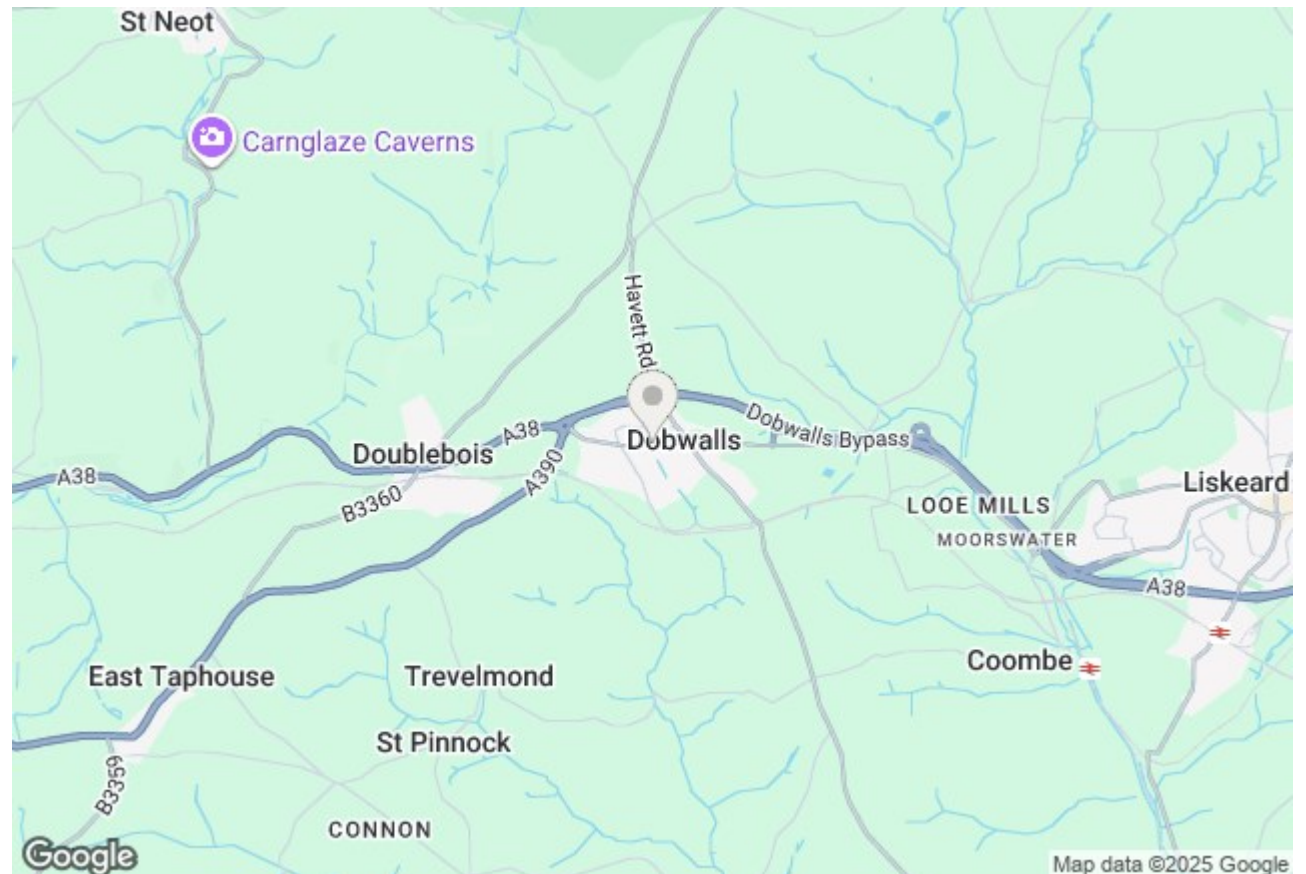 St Neot
Carnglaze Caverns
Havett Rd
Dobwalls Bypass
A38
Dobwalls
Doublebois
A38
A390
B3360
Liskeard
LOOE MILLS
MOORSWATER
A38
Coombe
East Taphouse
Trevelmond
St Pinnock
B3359
CONNON
Google
Map data ©2025 Google